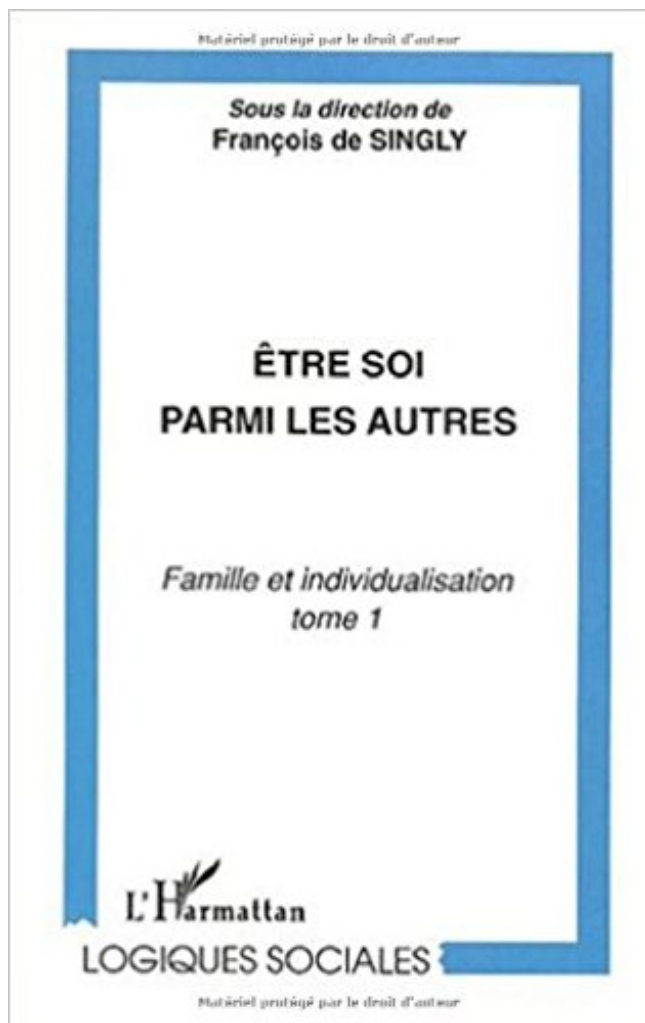 Matériel protégé par le droit d'auteur
Sous la direction de
François de SINGLY
ÊTRE SOI
PARMI LES AUTRES
Famille et individualisation
tome 1
L'Harmattan
LOGIQUES SOCIALES
Matériel protégé par le droit d'auteur